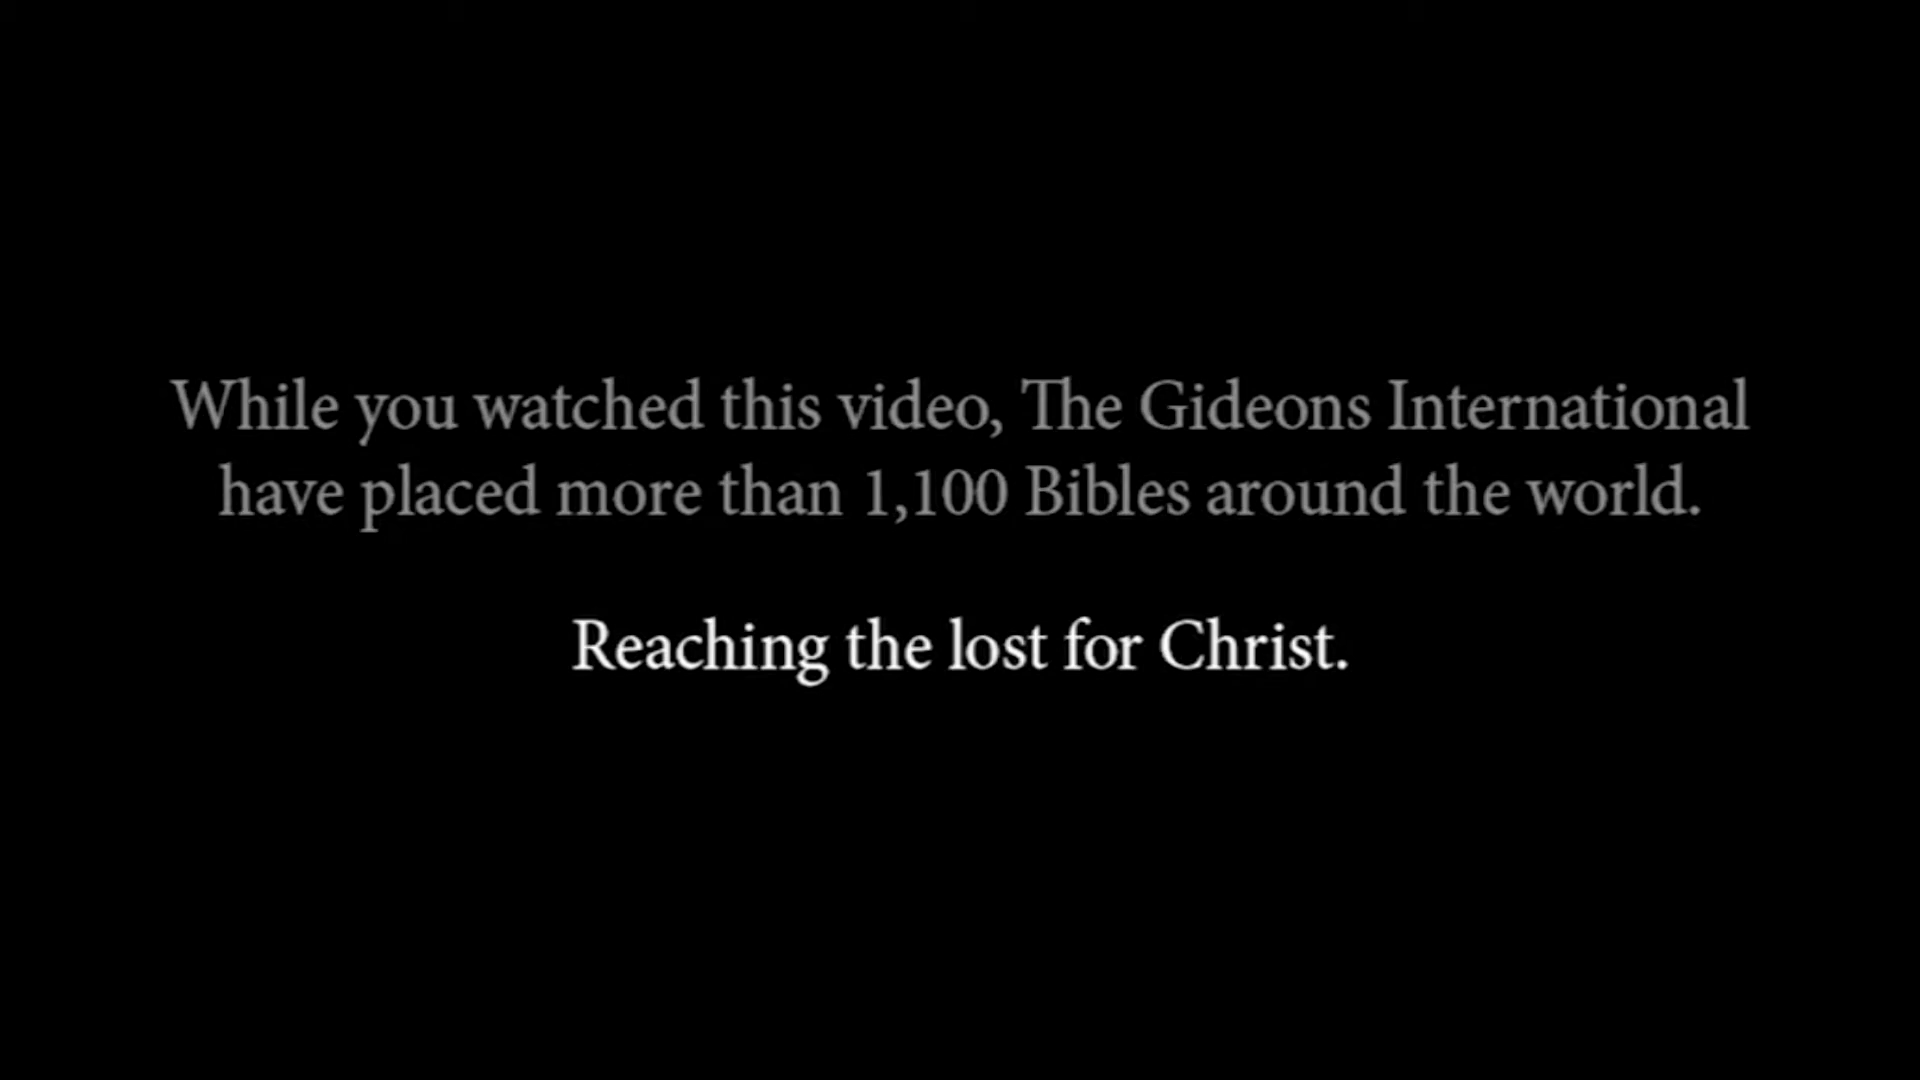 While you watched this video, The Gideons International
have placed more than 1,100 Bibles around the world.
Reaching the lost for Christ.